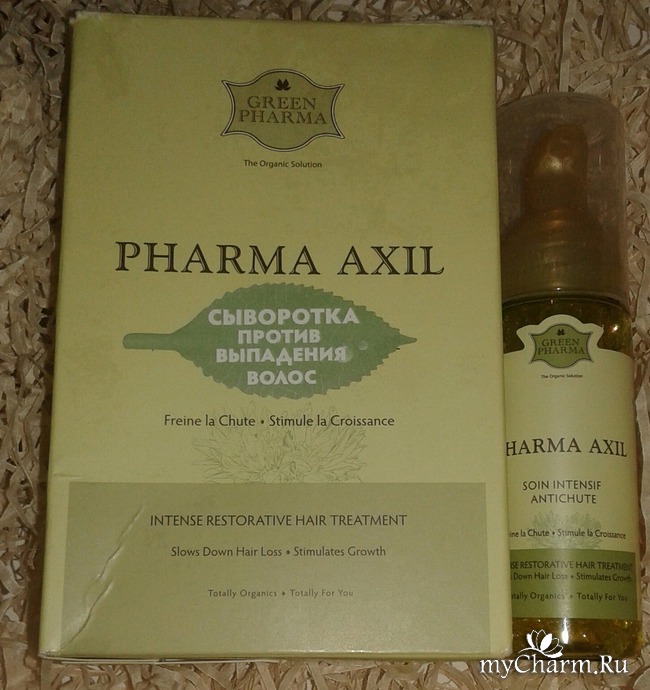 GREEN
PHARMA
The Organic Solution
PHARMA AXIL
СЫВОРОТКА
ПРОТИВ
ВЫПАДЕНИЯ
ВОЛОС
Freine la Chute • Stimule la Croissance
INTENSE RESTORATIVE HAIR TREATMENT
Slows Down Hair Loss • Stimulates Growth
Totally Organics • Totally For You
GREEN
PHARMA
The Organic Solution
HARMA AXIL
SOIN INTENSIF
ANTICHUTE
eine la Chute • Stimule la Croissance
NSE RESTORATIVE HAIR TREATMENT
Down Hair Loss • Stimulates Growth
Organics • Totally For You
myCharm.Ru